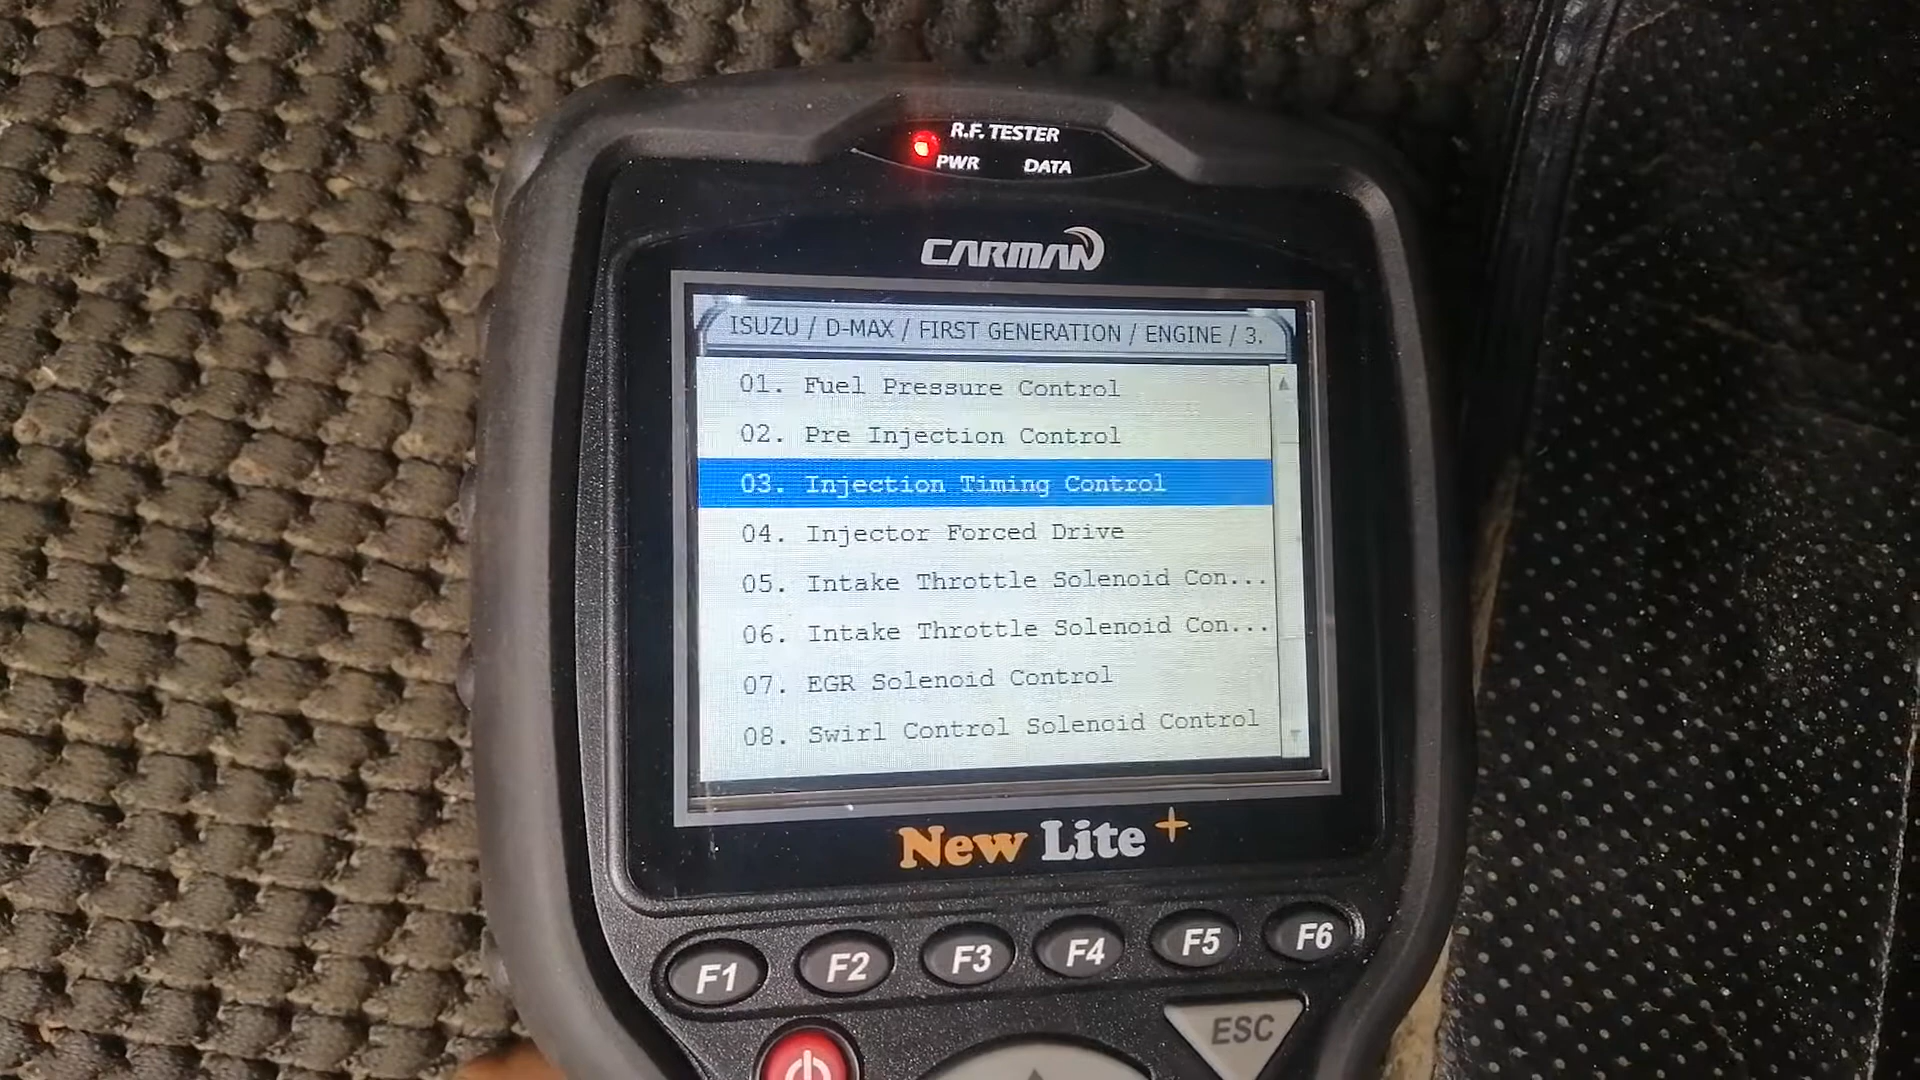 R.F. TESTER
PWR DATA
CARMAN
ISUZU / D-MAX / FIRST GENERATION / ENGINE / 3.
01. Fuel Pressure Control
02. Pre Injection Control
03. Injection Timing Control
04. Injector Forced Drive
05. Intake Throttle Solenoid Con...
06. Intake Throttle Solenoid Con...
07. EGR Solenoid Control
08. Swirl Control Solenoid Control
New Lite+
F1 F2 F3 F4 F5 F6
ESC